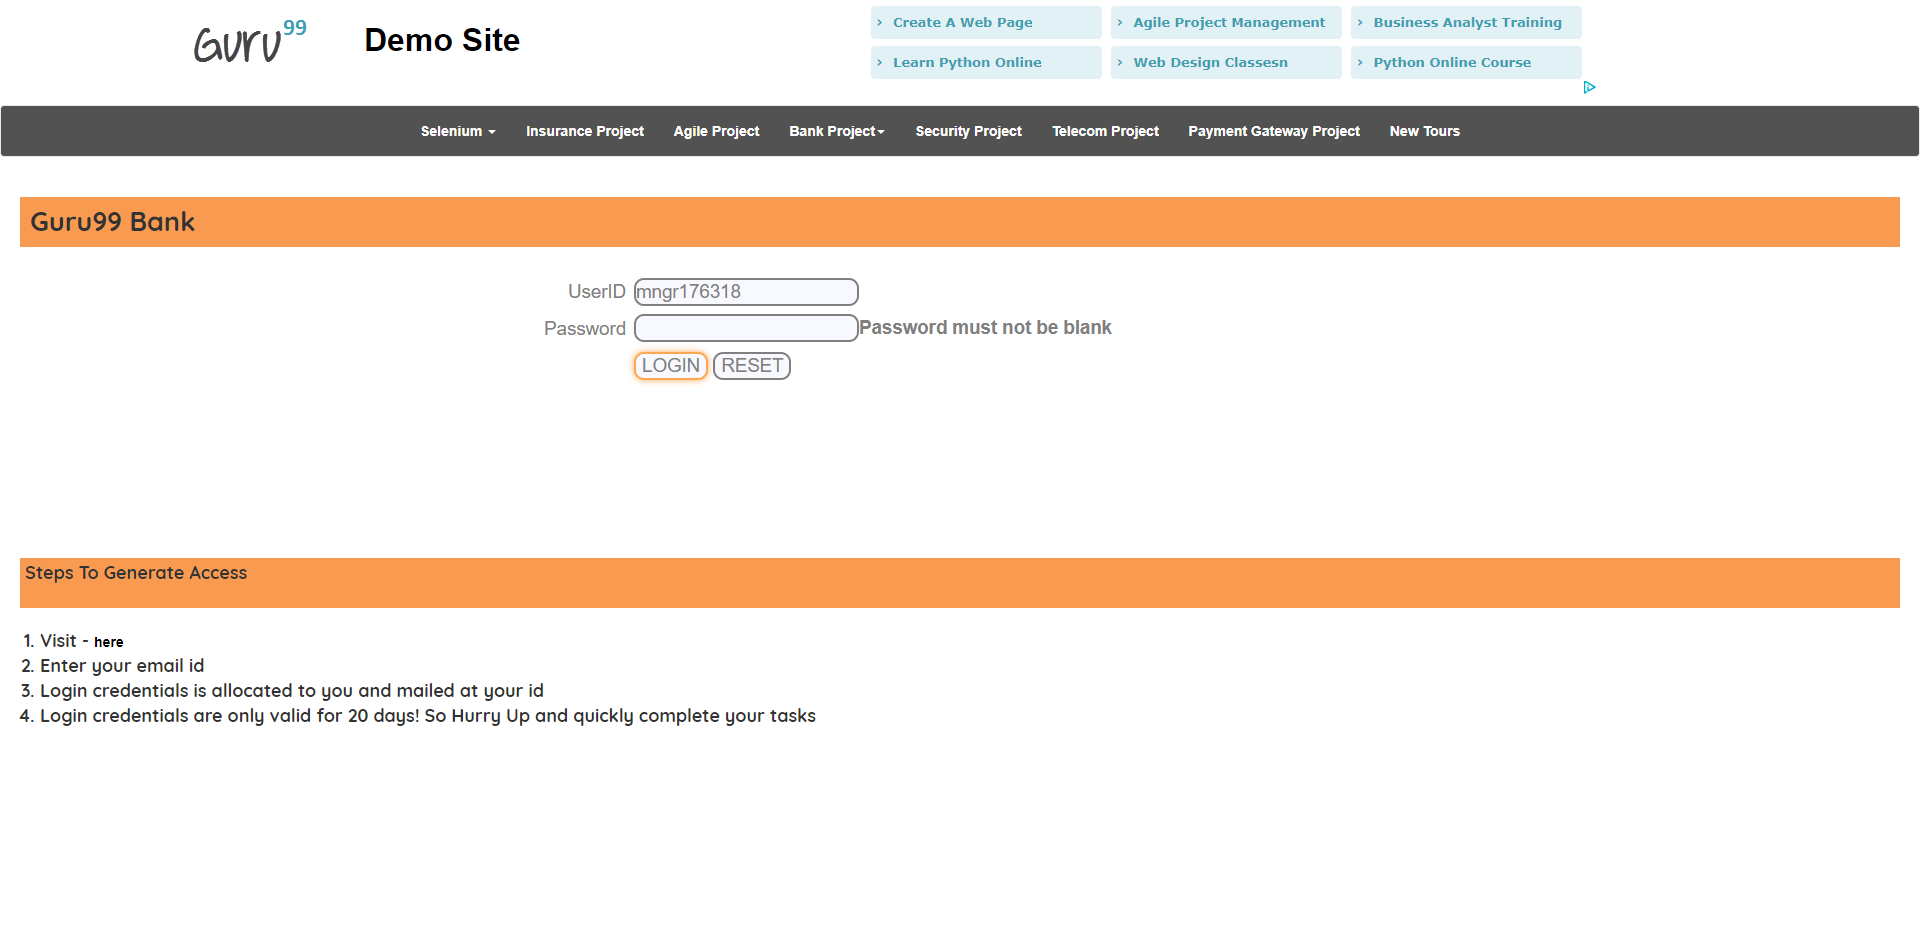 Guru99 Demo Site
› Create A Web Page › Agile Project Management › Business Analyst Training
› Learn Python Online › Web Design Classesn › Python Online Course
Selenium Insurance Project Agile Project Bank Project Security Project Telecom Project Payment Gateway Project New Tours
Guru99 Bank
UserID mngr176318
Password Password must not be blank
LOGIN RESET
Steps To Generate Access
1. Visit - here
2. Enter your email id
3. Login credentials is allocated to you and mailed at your id
4. Login credentials are only valid for 20 days! So Hurry Up and quickly complete your tasks